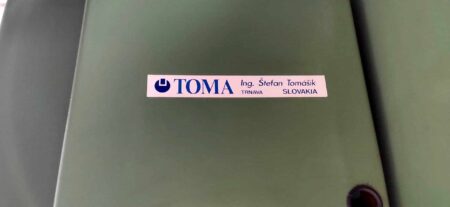 TOMA Ing. Štefan Tomášik
TRNAVA SLOVAKIA